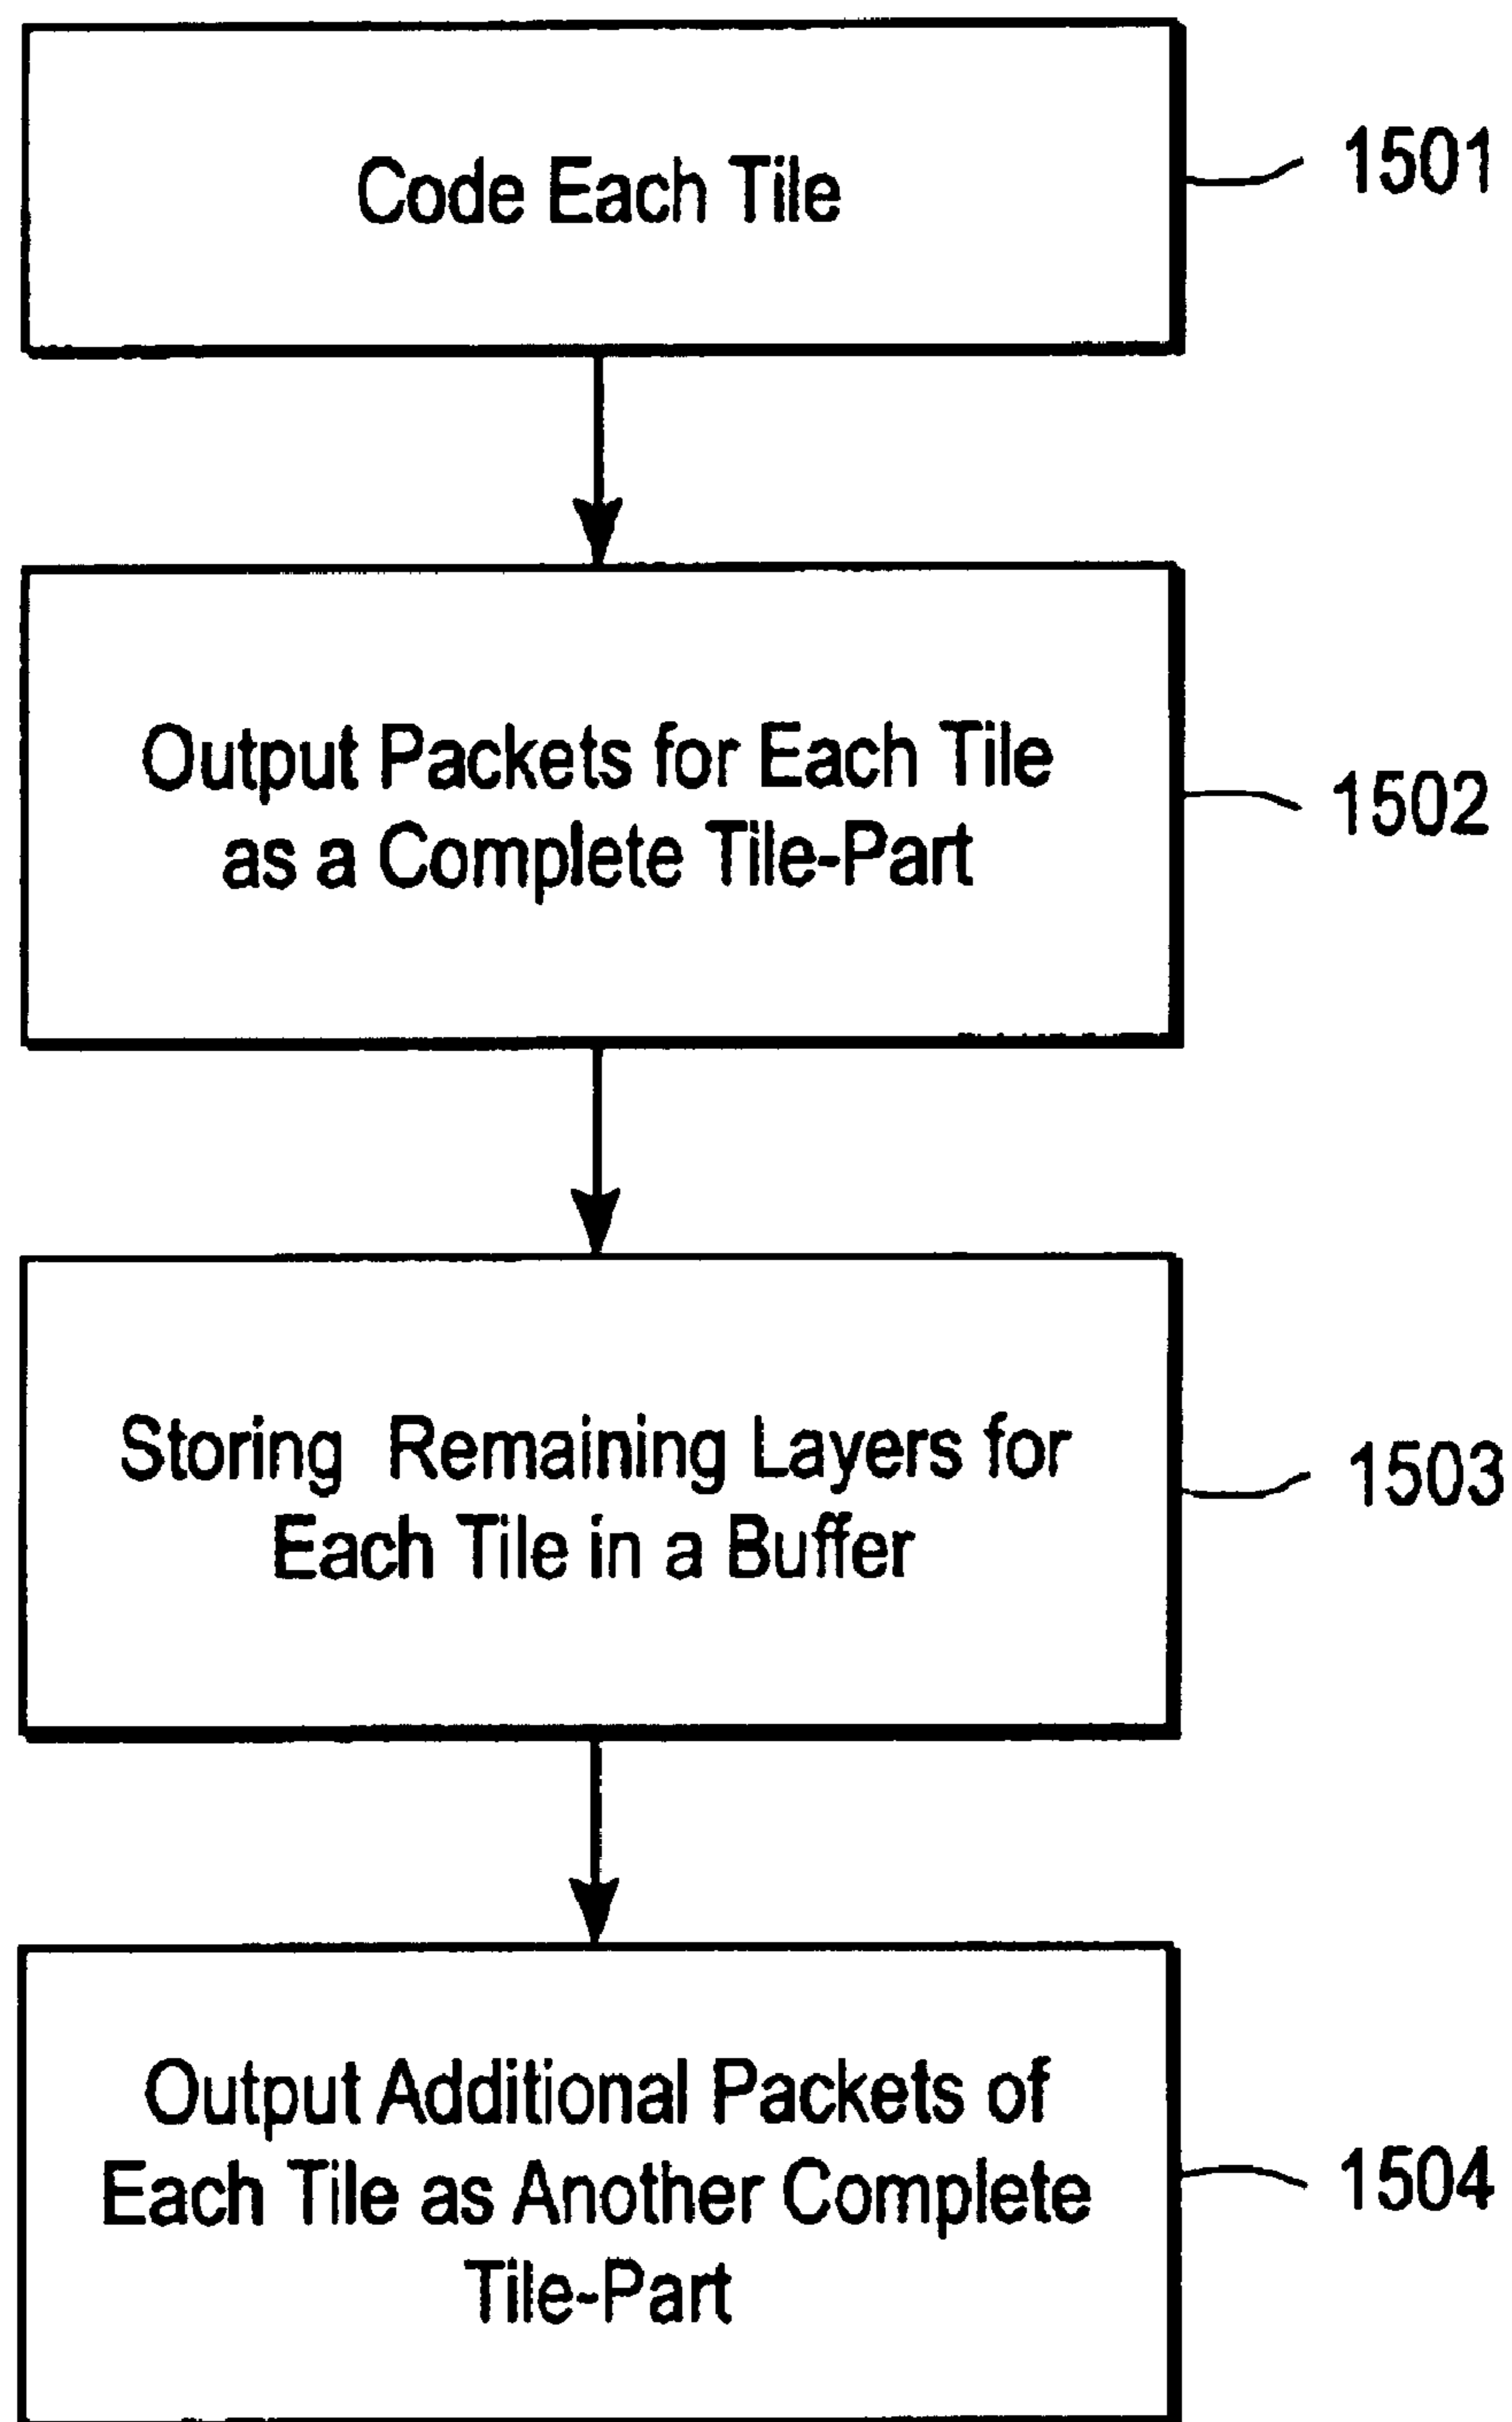 Code Each Tile
1501
Output Packets for Each Tile
as a Complete Tile-Part
1502
Storing Remaining Layers for
Each Tile in a Buffer
1503
Output Additional Packets of
Each Tile as Another Complete
Tile-Part
1504